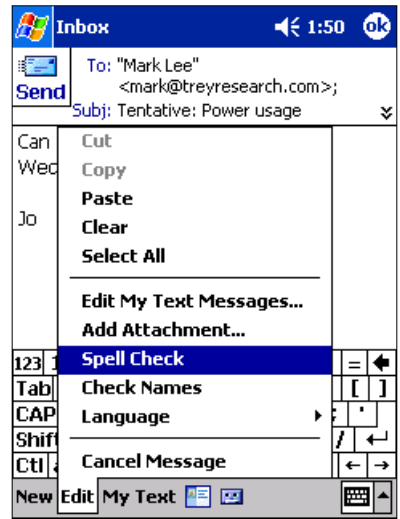 Inbox 1:50 ok
Send
To: "Mark Lee"
<mark@treyresearch.com>;
Subj: Tentative: Power usage
Can
Wed
Jo
Cut
Copy
Paste
Clear
Select All
Edit My Text Messages...
Add Attachment...
Spell Check
Check Names
Language
Cancel Message
123 1 =
Tab [ ]
CAP ; '
Shift /
Ctl
New Edit My Text